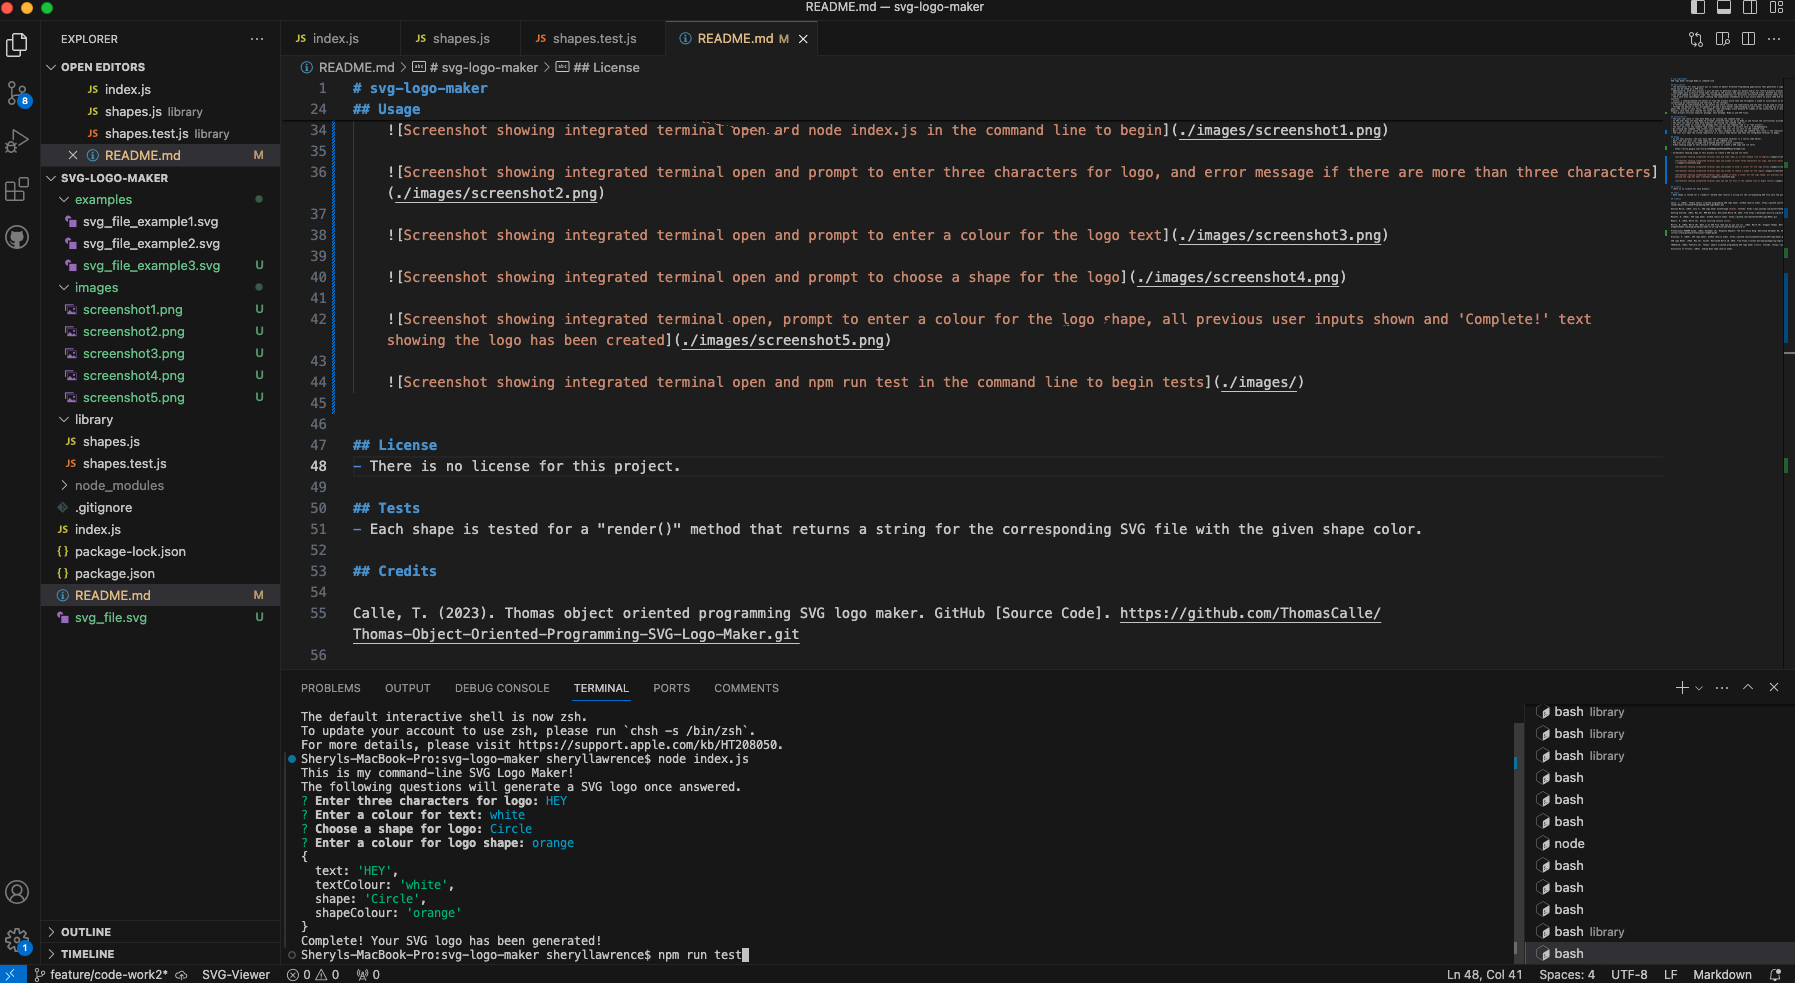 README.md — svg-logo-maker
EXPLORER
OPEN EDITORS
JS index.js
JS shapes.js library
JS shapes.test.js library
README.md M
SVG-LOGO-MAKER
examples
svg_file_example1.svg
svg_file_example2.svg
svg_file_example3.svg U
images
screenshot1.png U
screenshot2.png U
screenshot3.png U
screenshot4.png U
screenshot5.png U
library
JS shapes.js
JS shapes.test.js
node_modules
.gitignore
JS index.js
{} package-lock.json
{} package.json
README.md M
svg_file.svg U
OUTLINE
TIMELINE
8
1
JS index.js
JS shapes.js
JS shapes.test.js
README.md M
README.md > # svg-logo-maker > ## License
1 # svg-logo-maker
24 ## Usage
34 ![Screenshot showing integrated terminal open and node index.js in the command line to begin](./images/screenshot1.png)
35
36 ![Screenshot showing integrated terminal open and prompt to enter three characters for logo, and error message if there are more than three characters]
(./images/screenshot2.png)
37
38 ![Screenshot showing integrated terminal open and prompt to enter a colour for the logo text](./images/screenshot3.png)
39
40 ![Screenshot showing integrated terminal open and prompt to choose a shape for the logo](./images/screenshot4.png)
41
42 ![Screenshot showing integrated terminal open, prompt to enter a colour for the logo shape, all previous user inputs shown and 'Complete!' text
showing the logo has been created](./images/screenshot5.png)
43
44 ![Screenshot showing integrated terminal open and npm run test in the command line to begin tests](./images/)
45
46
47 ## License
48 - There is no license for this project.
49
50 ## Tests
51 - Each shape is tested for a "render()" method that returns a string for the corresponding SVG file with the given shape color.
52
53 ## Credits
54
55 Calle, T. (2023). Thomas object oriented programming SVG logo maker. GitHub [Source Code]. https://github.com/ThomasCalle/
Thomas-Object-Oriented-Programming-SVG-Logo-Maker.git
56
PROBLEMS OUTPUT DEBUG CONSOLE TERMINAL PORTS COMMENTS
The default interactive shell is now zsh.
To update your account to use zsh, please run `chsh -s /bin/zsh`.
For more details, please visit https://support.apple.com/kb/HT208050.
Sheryls-MacBook-Pro:svg-logo-maker sheryllawrence$ node index.js
This is my command-line SVG Logo Maker!
The following questions will generate a SVG logo once answered.
? Enter three characters for logo: HEY
? Enter a colour for text: white
? Choose a shape for logo: Circle
? Enter a colour for logo shape: orange
{
text: 'HEY',
textColour: 'white',
shape: 'Circle',
shapeColour: 'orange'
}
Complete! Your SVG logo has been generated!
Sheryls-MacBook-Pro:svg-logo-maker sheryllawrence$ npm run test
bash library
bash library
bash library
bash
bash
bash
node
bash
bash
bash
bash library
bash
feature/code-work2* SVG-Viewer 0 0 0
Ln 48, Col 41 Spaces: 4 UTF-8 LF Markdown